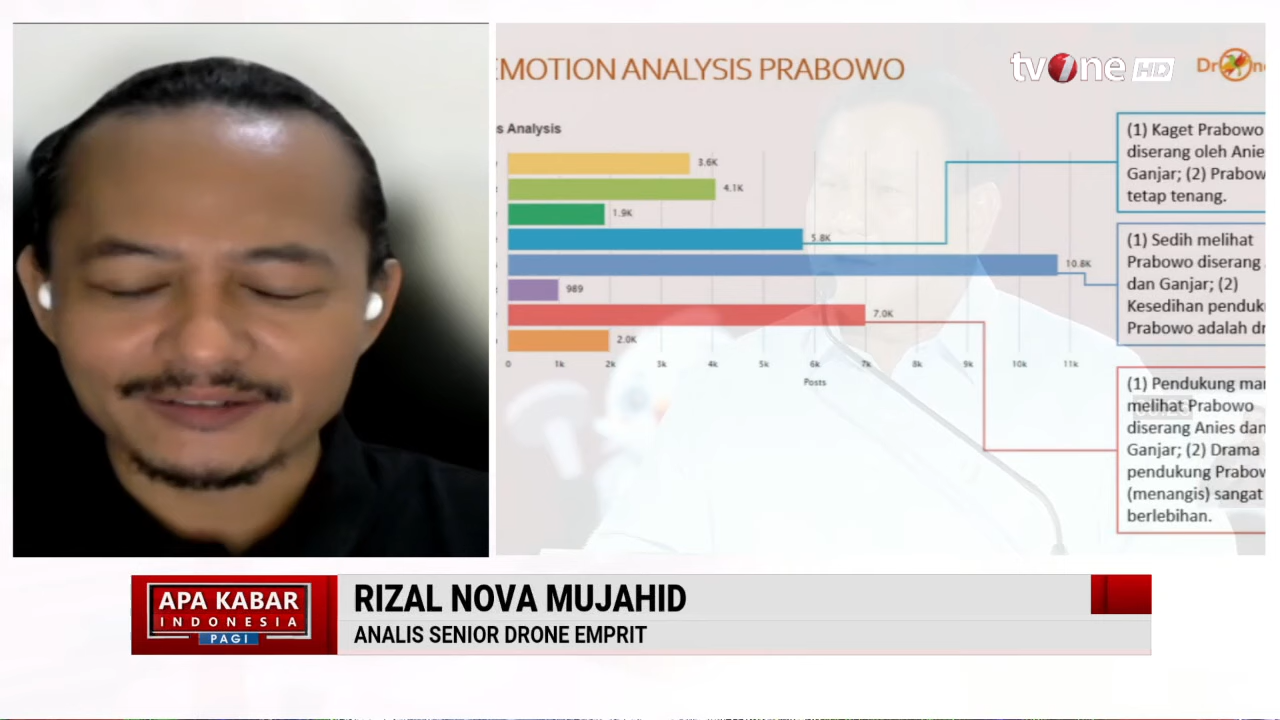 EMOTION ANALYSIS PRABOWO
tvOne HD
Drone
s Analysis
3.6K
4.1K
1.9K
5.8K
10.8K
989
7.0K
2.0K
0 1k 2k 3k 4k 5k 6k 7k 8k 9k 10k 11k
Posts
(1) Kaget Prabowo
diserang oleh Anie
Ganjar; (2) Prabow
tetap tenang.
(1) Sedih melihat
Prabowo diserang
dan Ganjar; (2)
Kesedihan penduk
Prabowo adalah dr
(1) Pendukung mar
melihat Prabowo
diserang Anies dan
Ganjar; (2) Drama
pendukung Prabow
(menangis) sangat
berlebihan.
APA KABAR
INDONESIA
PAGI
RIZAL NOVA MUJAHID
ANALIS SENIOR DRONE EMPRIT